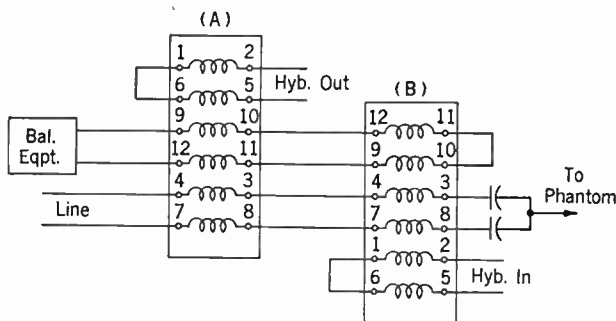 (A)
1 2
Hyb. Out
6 5
(B)
9 10
12 11
Bal.
Eqpt.
12 11
9 10
4 3
4 3
To
Phantom
Line
7 8
7 8
1 2
Hyb. In
6 5